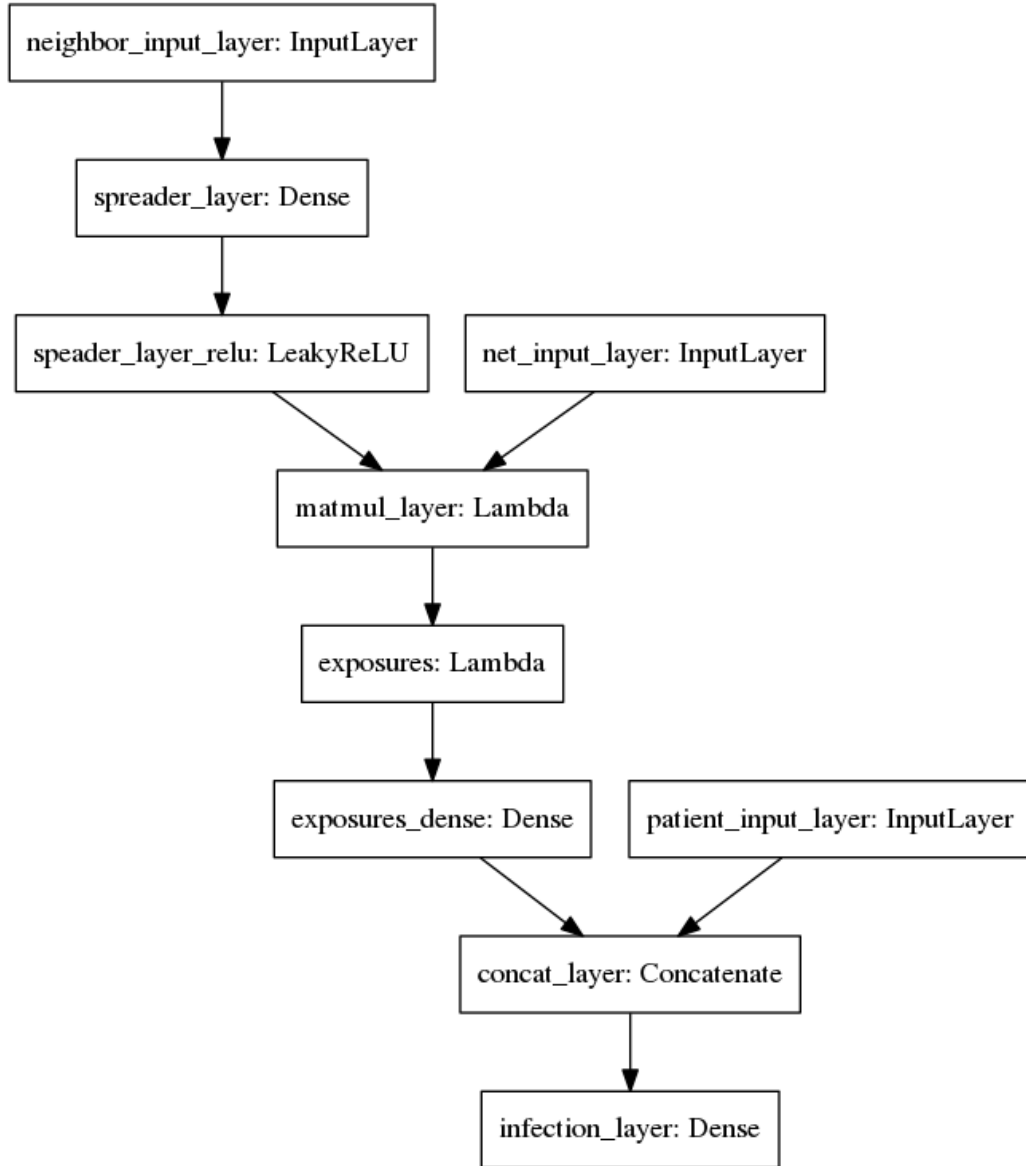 neighbor_input_layer: InputLayer
spreader_layer: Dense
speader_layer_relu: LeakyReLU
net_input_layer: InputLayer
matmul_layer: Lambda
exposures: Lambda
exposures_dense: Dense
patient_input_layer: InputLayer
concat_layer: Concatenate
infection_layer: Dense